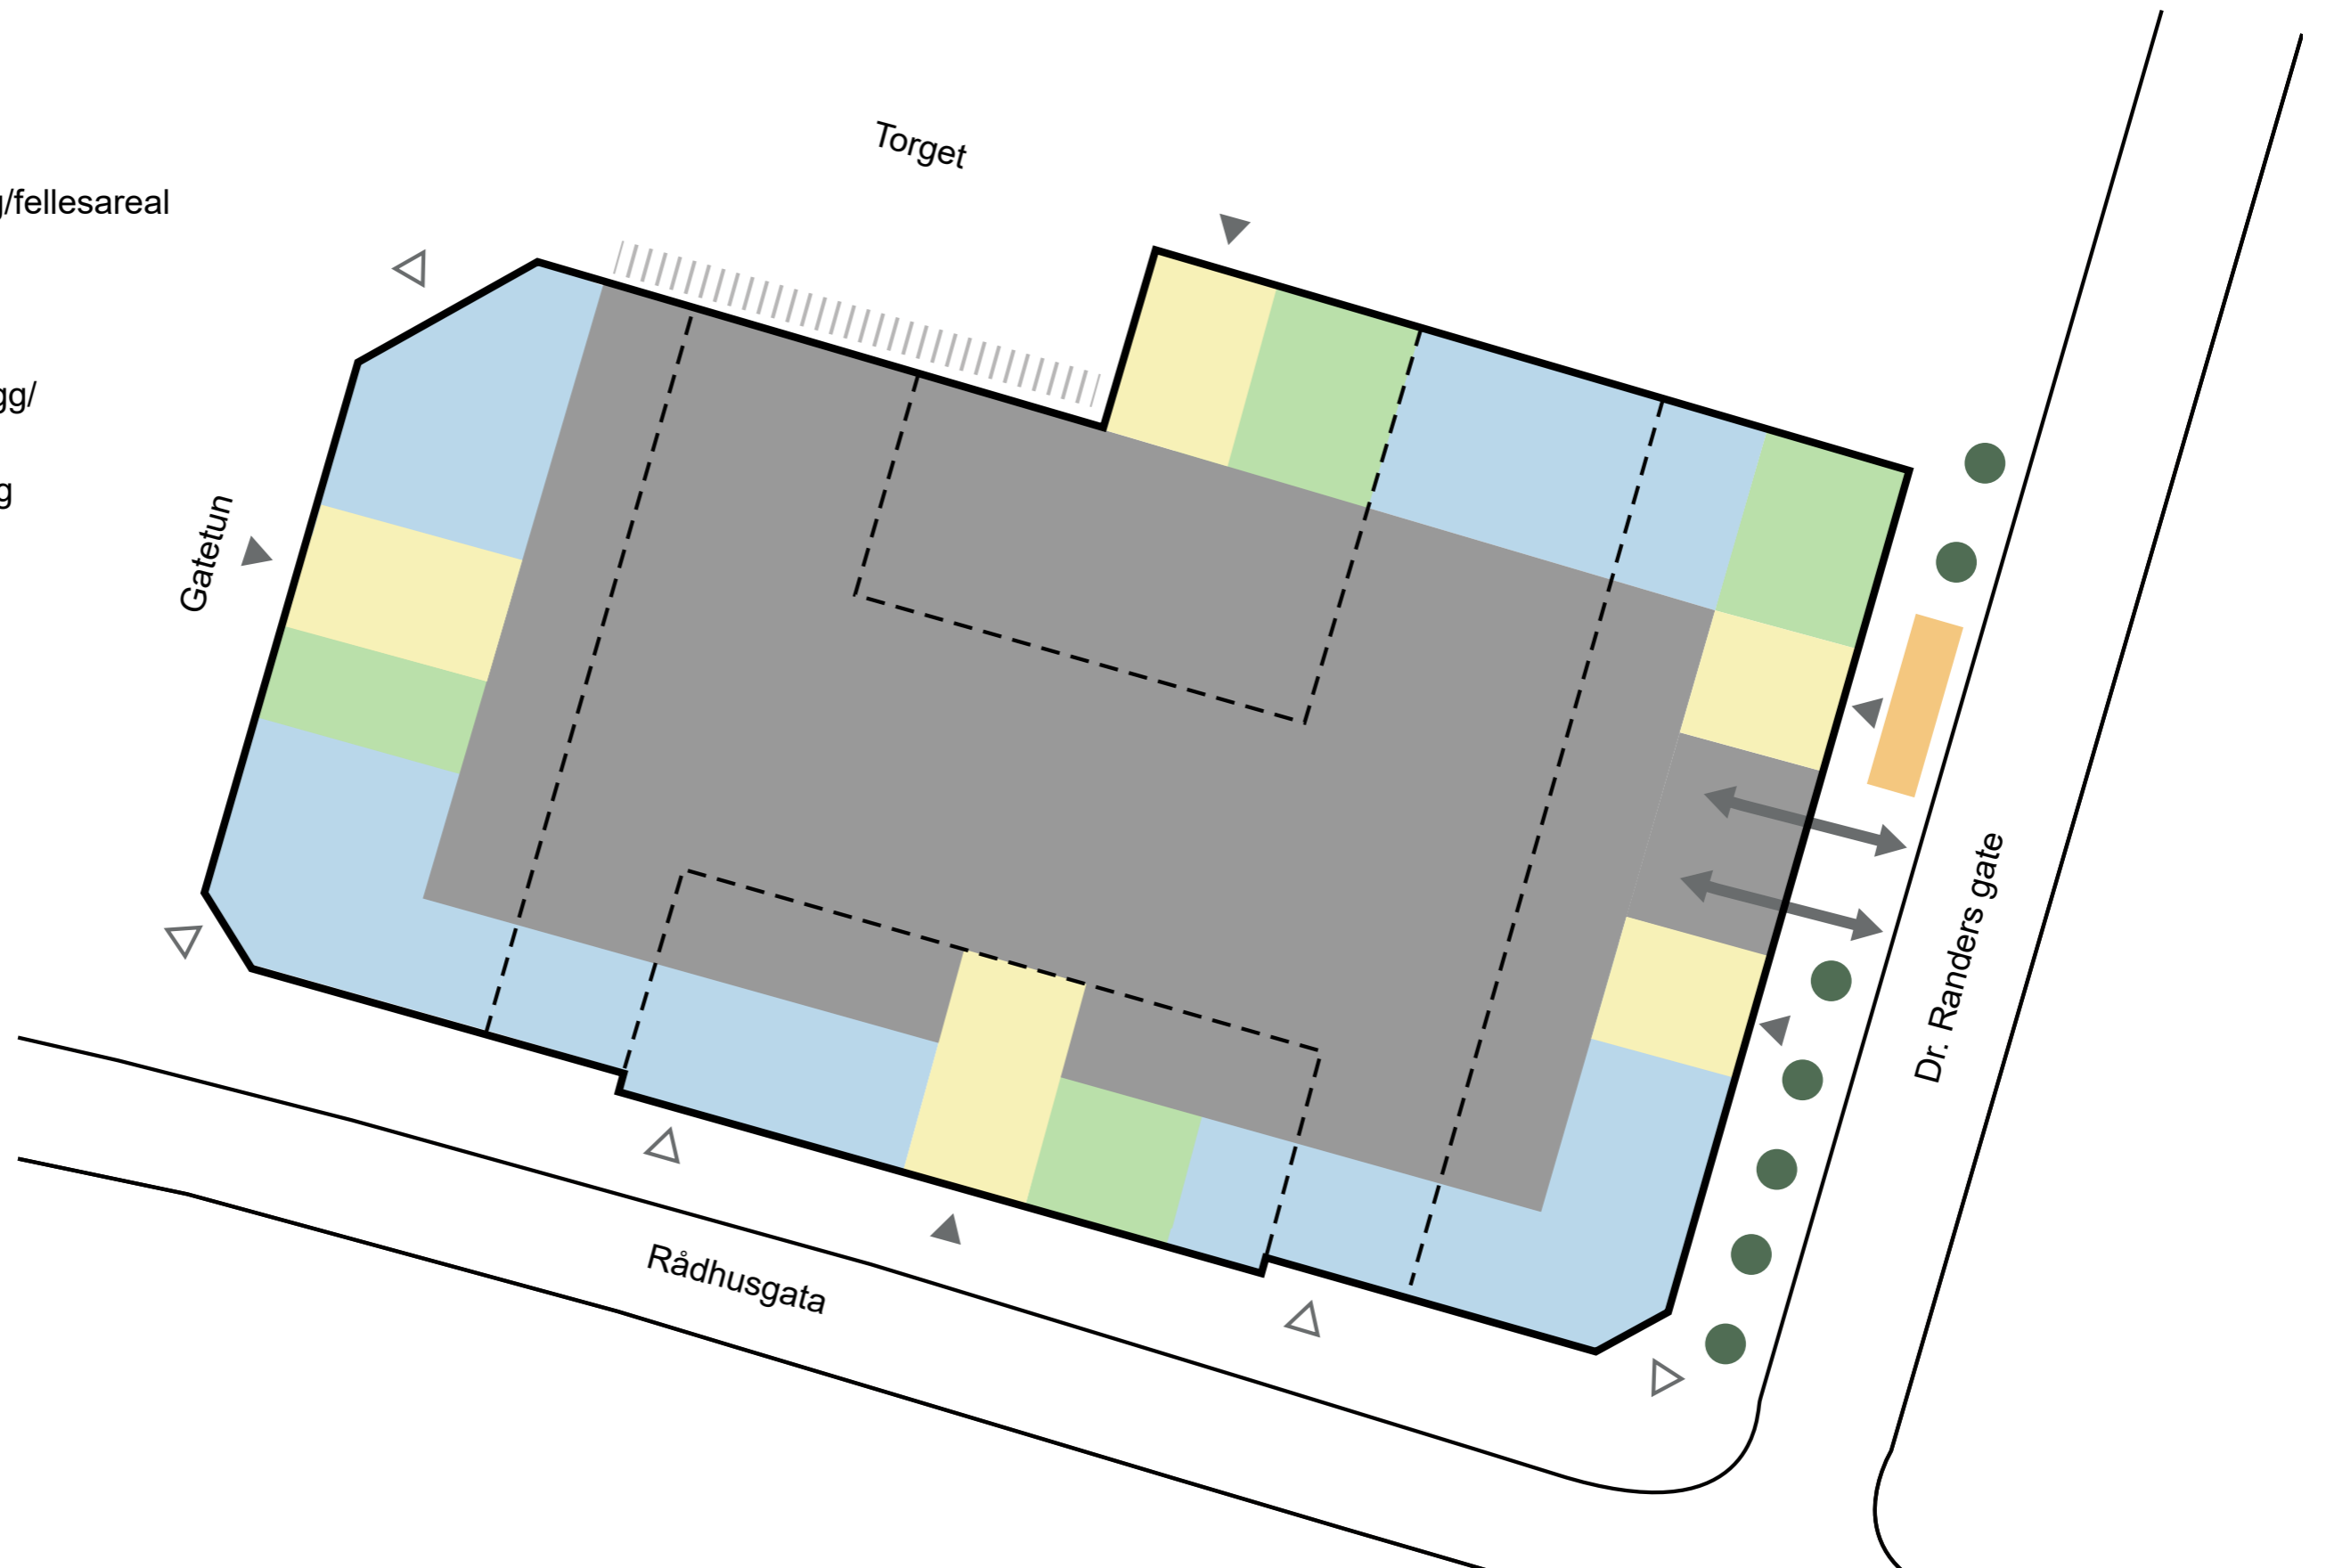 Torget
g/fellesareal
gg/
g
Gatetun
Dr. Randers gate
Rådhusgata